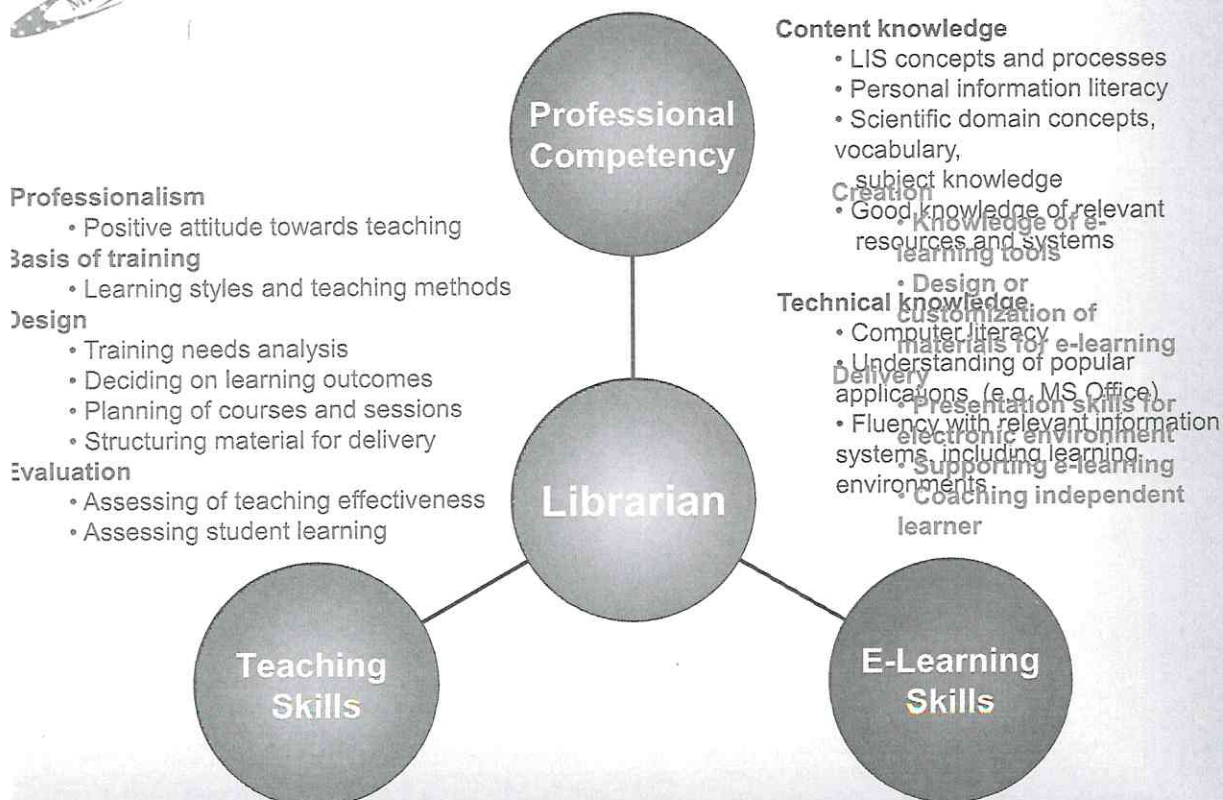 Professional
Competency
Content knowledge
• LIS concepts and processes
• Personal information literacy
• Scientific domain concepts,
vocabulary,
subject knowledge
• Good knowledge of relevant
resources and systems
Technical knowledge
• Computer literacy
• Understanding of popular
applications (e.g. MS Office)
• Fluency with relevant information
systems, including learning
environments
Creation
• Knowledge of e-
learning tools
• Design or
customization of
materials for e-learning
Delivery
• Presentation skills for
electronic environment
• Supporting e-learning
• Coaching independent
learner
Professionalism
• Positive attitude towards teaching
Basis of training
• Learning styles and teaching methods
Design
• Training needs analysis
• Deciding on learning outcomes
• Planning of courses and sessions
• Structuring material for delivery
Evaluation
• Assessing of teaching effectiveness
• Assessing student learning
Librarian
Teaching
Skills
E-Learning
Skills